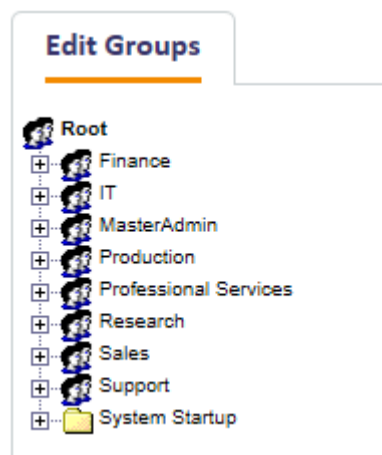 Edit Groups
Root
Finance
IT
MasterAdmin
Production
Professional Services
Research
Sales
Support
System Startup